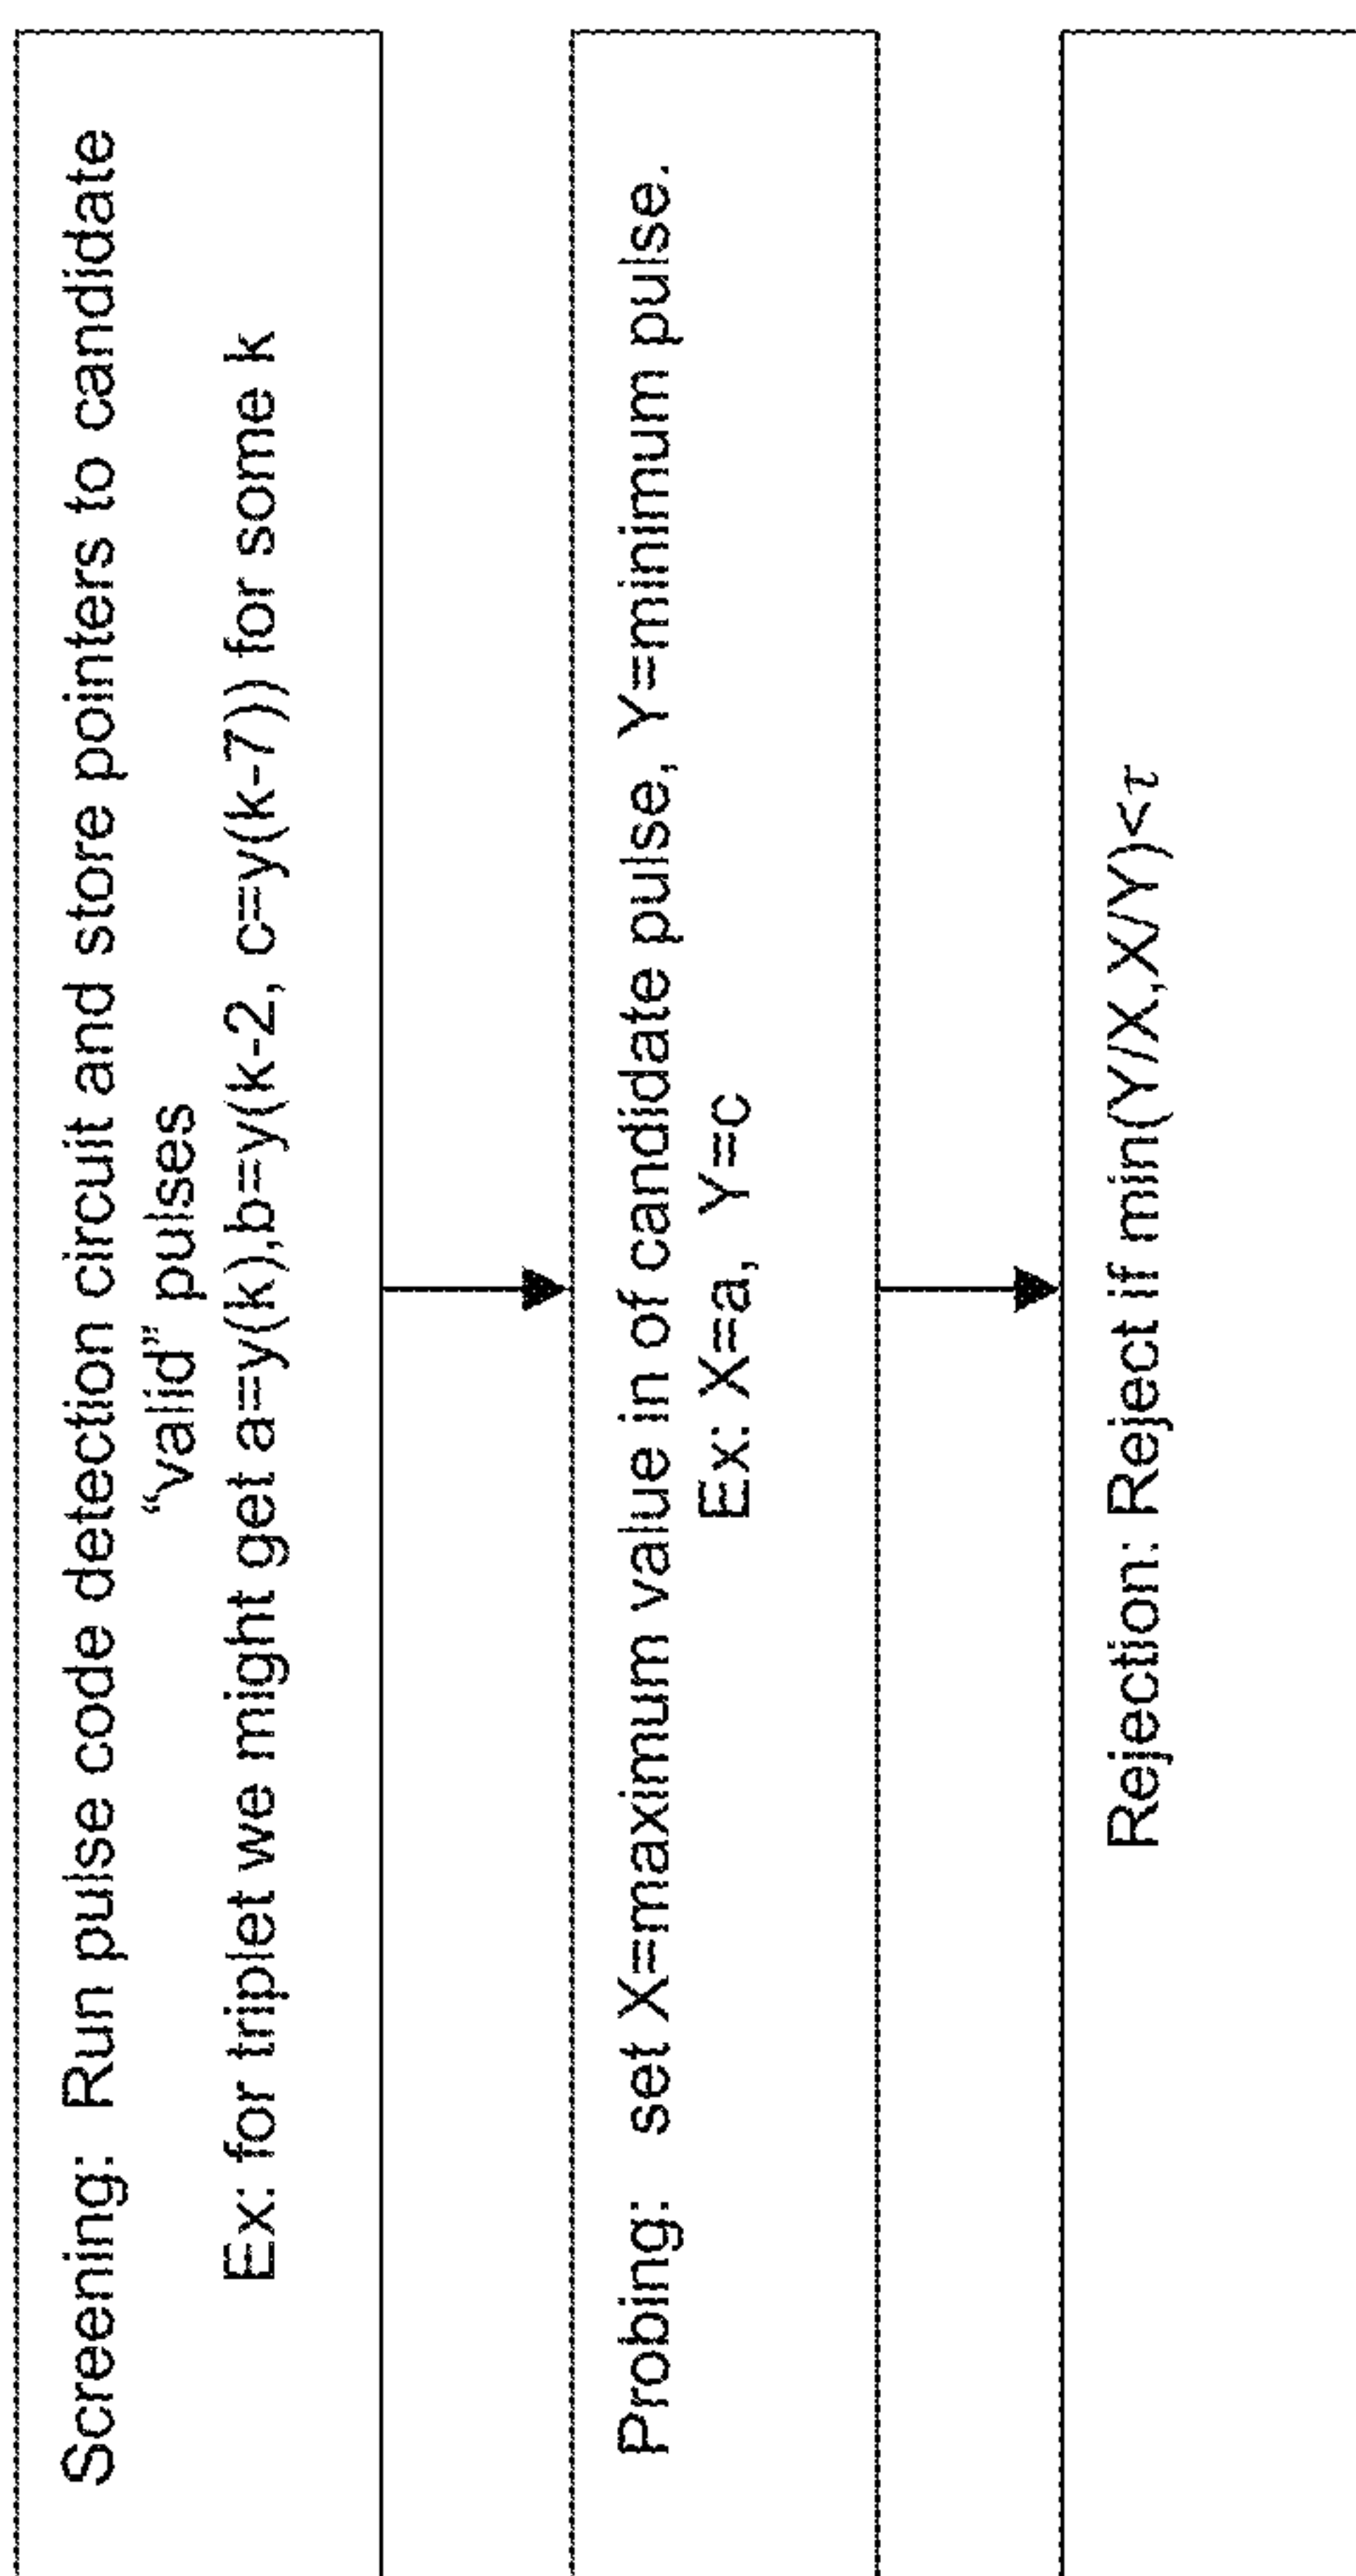 Screening: Run pulse code detection circuit and store pointers to candidate
“valid” pulses
Ex: for triplet we might get a=y(k),b=y(k-2, c=y(k-7)) for some k
Probing: set X=maximum value in of candidate pulse, Y=minimum pulse.
Ex: X=a, Y=c
Rejection: Reject if min(Y/X,X/Y)<τ